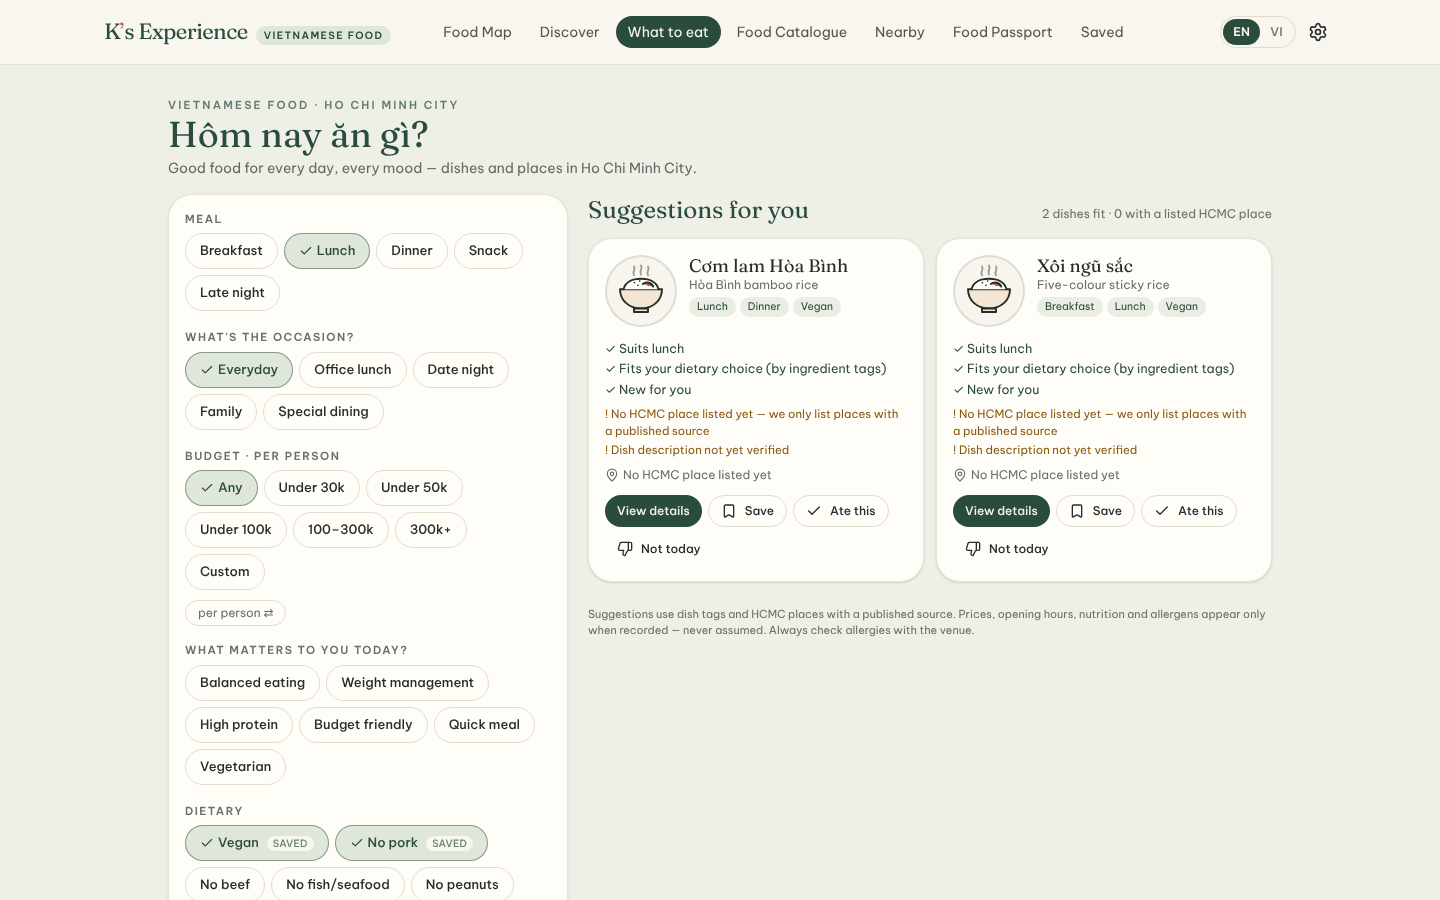 K's Experience VIETNAMESE FOOD
Food Map
Discover
What to eat
Food Catalogue
Nearby
Food Passport
Saved
EN VI
VIETNAMESE FOOD · HO CHI MINH CITY
Hôm nay ăn gì?
Good food for every day, every mood — dishes and places in Ho Chi Minh City.
MEAL
Breakfast
Lunch
Dinner
Snack
Late night
WHAT'S THE OCCASION?
Everyday
Office lunch
Date night
Family
Special dining
BUDGET · PER PERSON
Any
Under 30k
Under 50k
Under 100k
100–300k
300k+
Custom
per person ⇄
WHAT MATTERS TO YOU TODAY?
Balanced eating
Weight management
High protein
Budget friendly
Quick meal
Vegetarian
DIETARY
Vegan SAVED
No pork SAVED
No beef
No fish/seafood
No peanuts
Suggestions for you
2 dishes fit · 0 with a listed HCMC place
Cơm lam Hòa Bình
Hòa Bình bamboo rice
Lunch Dinner Vegan
✓ Suits lunch
✓ Fits your dietary choice (by ingredient tags)
✓ New for you
! No HCMC place listed yet — we only list places with
a published source
! Dish description not yet verified
No HCMC place listed yet
View details
Save
Ate this
Not today
Xôi ngũ sắc
Five-colour sticky rice
Breakfast Lunch Vegan
✓ Suits lunch
✓ Fits your dietary choice (by ingredient tags)
✓ New for you
! No HCMC place listed yet — we only list places with
a published source
! Dish description not yet verified
No HCMC place listed yet
View details
Save
Ate this
Not today
Suggestions use dish tags and HCMC places with a published source. Prices, opening hours, nutrition and allergens appear only
when recorded — never assumed. Always check allergies with the venue.